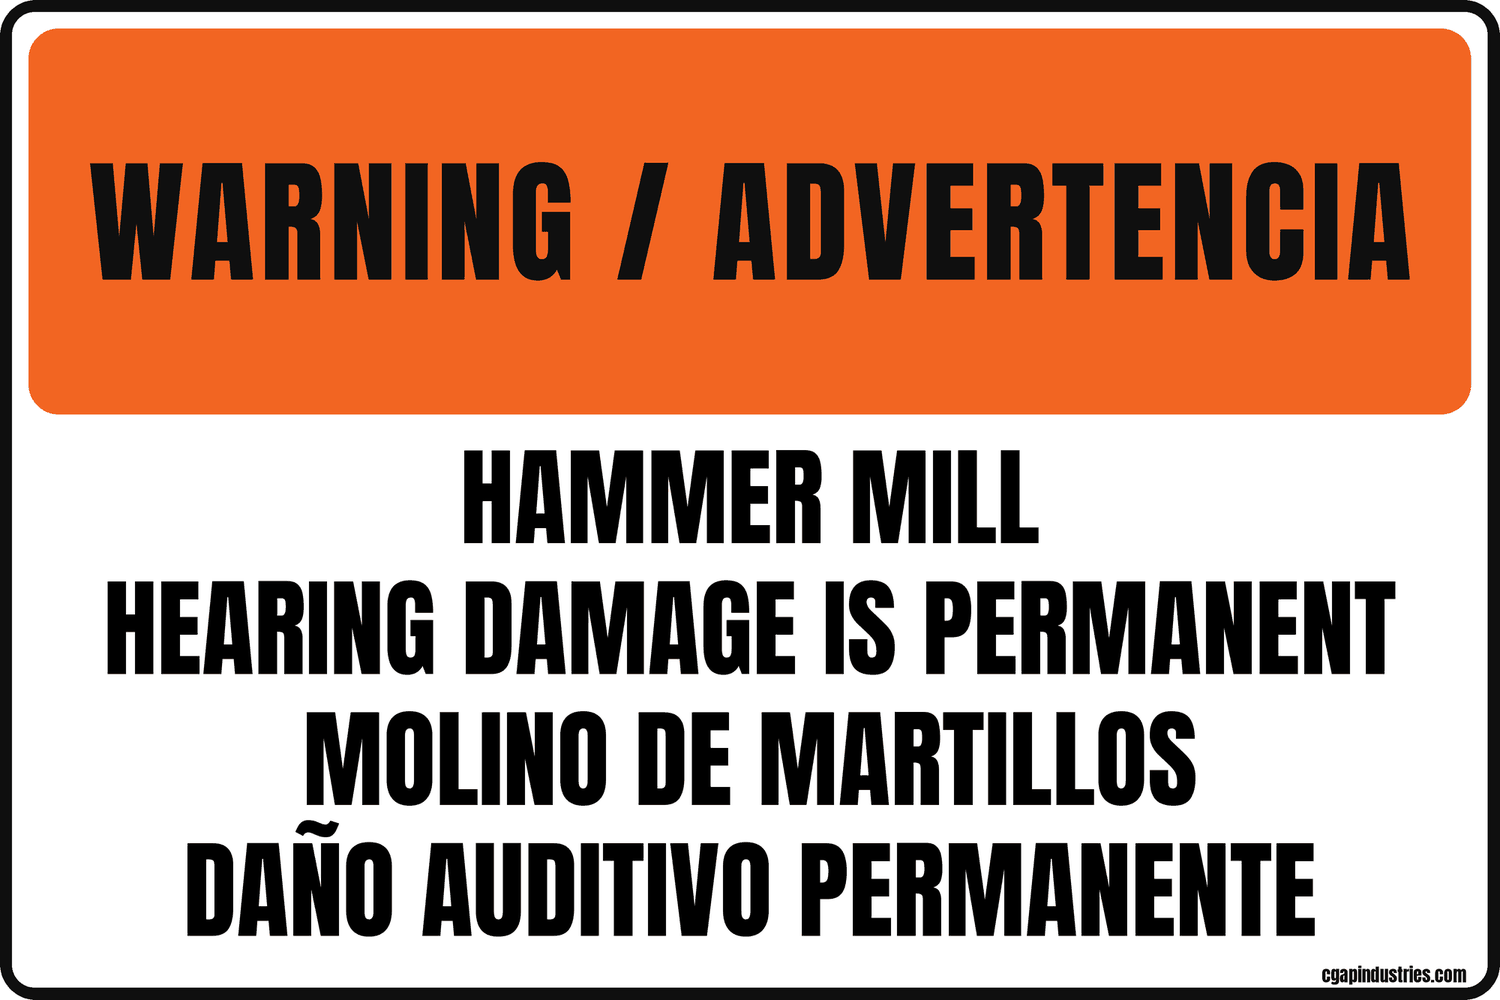 WARNING / ADVERTENCIA
HAMMER MILL
HEARING DAMAGE IS PERMANENT
MOLINO DE MARTILLOS
DAÑO AUDITIVO PERMANENTE
cgapindustries.com